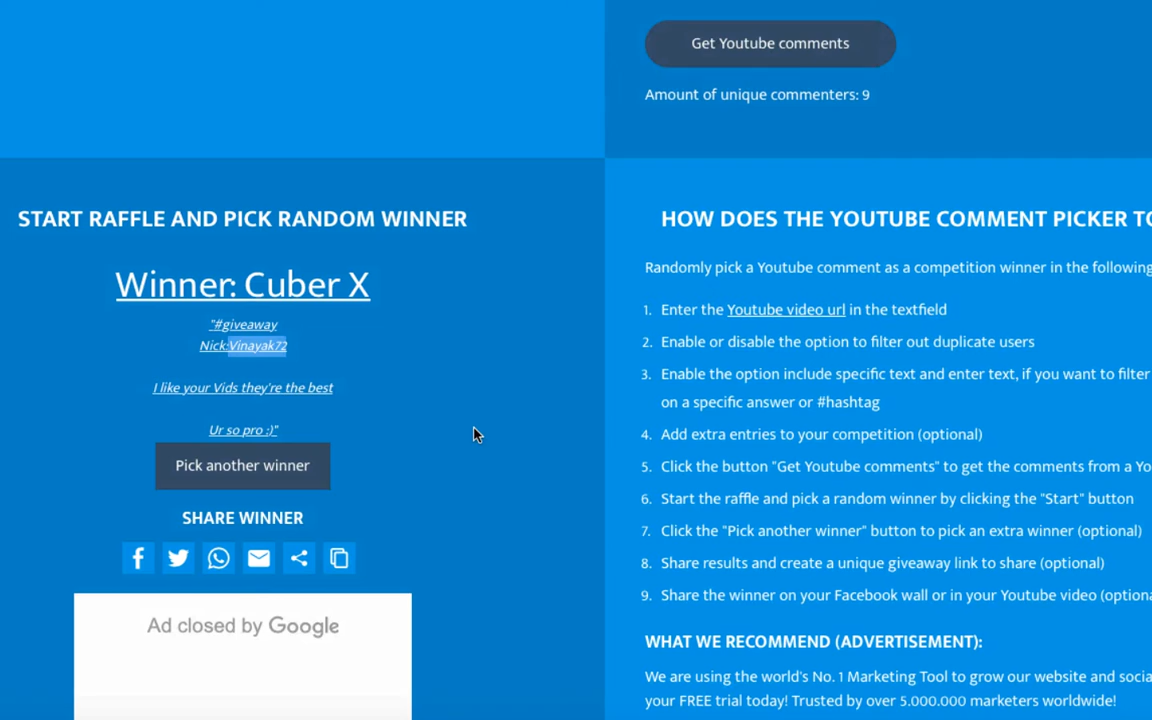 Get Youtube comments
Amount of unique commenters: 9
START RAFFLE AND PICK RANDOM WINNER
Winner: Cuber X
"#giveaway
Nick:Vinayak72
I like your Vids they're the best
Ur so pro :)"
Pick another winner
SHARE WINNER
Ad closed by Google
HOW DOES THE YOUTUBE COMMENT PICKER
Randomly pick a Youtube comment as a competition winner in the following
1. Enter the Youtube video url in the textfield
2. Enable or disable the option to filter out duplicate users
3. Enable the option include specific text and enter text, if you want to filter
on a specific answer or #hashtag
4. Add extra entries to your competition (optional)
5. Click the button "Get Youtube comments" to get the comments from a Yo
6. Start the raffle and pick a random winner by clicking the "Start" button
7. Click the "Pick another winner" button to pick an extra winner (optional)
8. Share results and create a unique giveaway link to share (optional)
9. Share the winner on your Facebook wall or in your Youtube video (optiona
WHAT WE RECOMMEND (ADVERTISEMENT):
We are using the world's No. 1 Marketing Tool to grow our website and socia
your FREE trial today! Trusted by over 5.000.000 marketers worldwide!